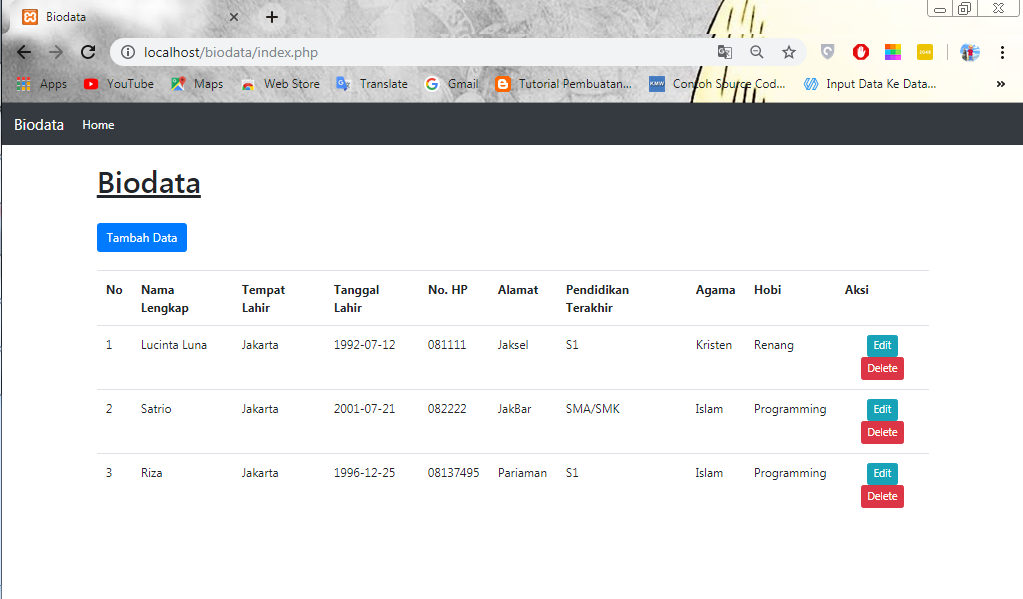 Biodata
localhost/biodata/index.php
Apps YouTube Maps Web Store Translate Gmail Tutorial Pembuatan... Contoh Source Cod... Input Data Ke Data... »
Biodata Home
Biodata
Tambah Data
No Nama Lengkap Tempat Lahir Tanggal Lahir No. HP Alamat Pendidikan Terakhir Agama Hobi Aksi
1 Lucinta Luna Jakarta 1992-07-12 081111 Jaksel S1 Kristen Renang Edit
Delete
2 Satrio Jakarta 2001-07-21 082222 JakBar SMA/SMK Islam Programming Edit
Delete
3 Riza Jakarta 1996-12-25 08137495 Pariaman S1 Islam Programming Edit
Delete